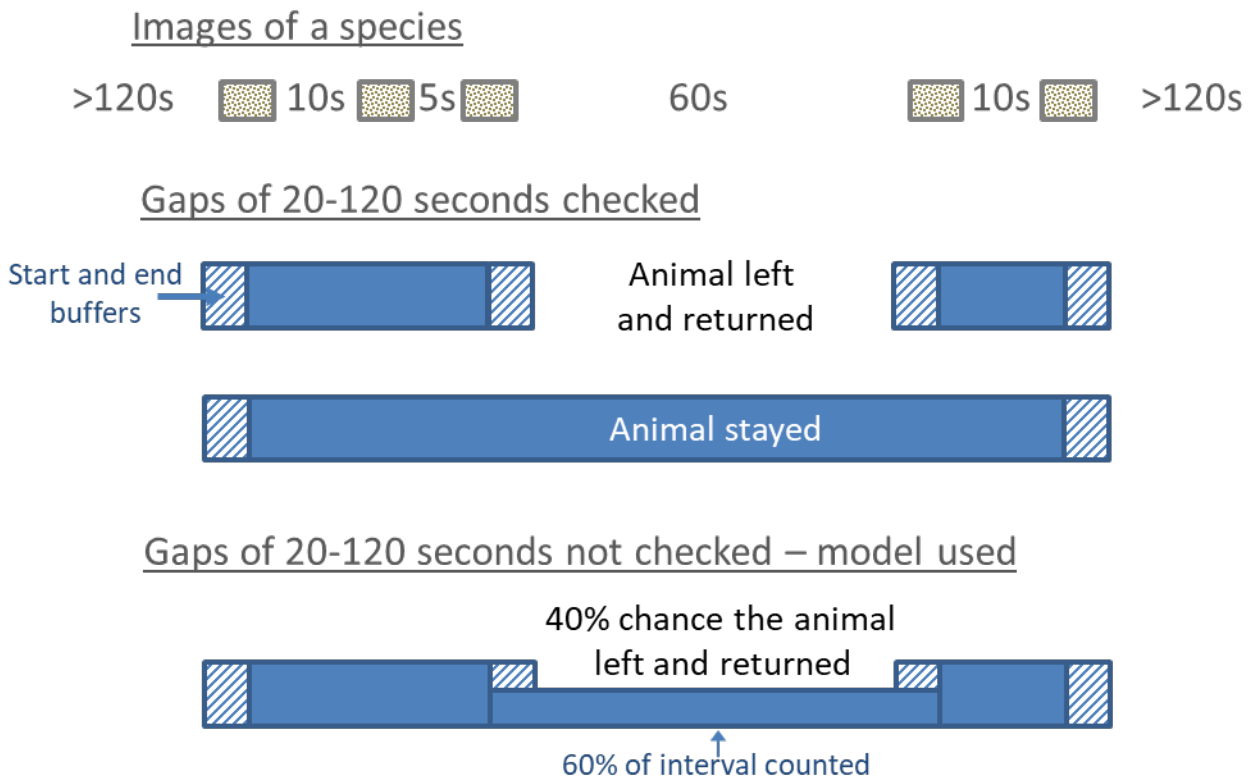 Images of a species
>120s 10s 5s 60s 10s >120s
Gaps of 20-120 seconds checked
Start and end
buffers
Animal left
and returned
Animal stayed
Gaps of 20-120 seconds not checked – model used
40% chance the animal
left and returned
60% of interval counted